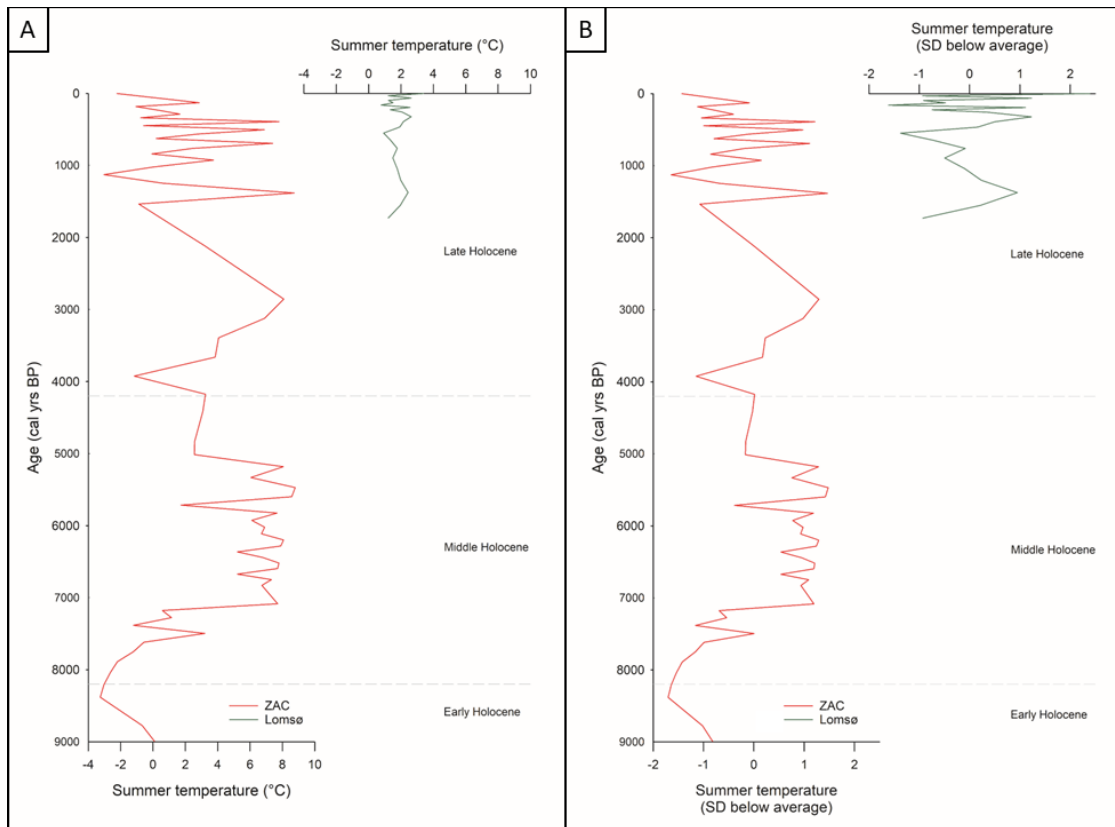 A
Summer temperature (°C)
-4 -2 0 2 4 6 8 10
0
1000
2000
3000
4000
5000
6000
7000
8000
9000
Age (cal yrs BP)
Late Holocene
Middle Holocene
Early Holocene
ZAC
Lomsø
-4 -2 0 2 4 6 8 10
Summer temperature (°C)
B
Summer temperature
(SD below average)
-2 -1 0 1 2
0
1000
2000
3000
4000
5000
6000
7000
8000
9000
Age (cal yrs BP)
Late Holocene
Middle Holocene
Early Holocene
ZAC
Lomsø
-2 -1 0 1 2
Summer temperature
(SD below average)